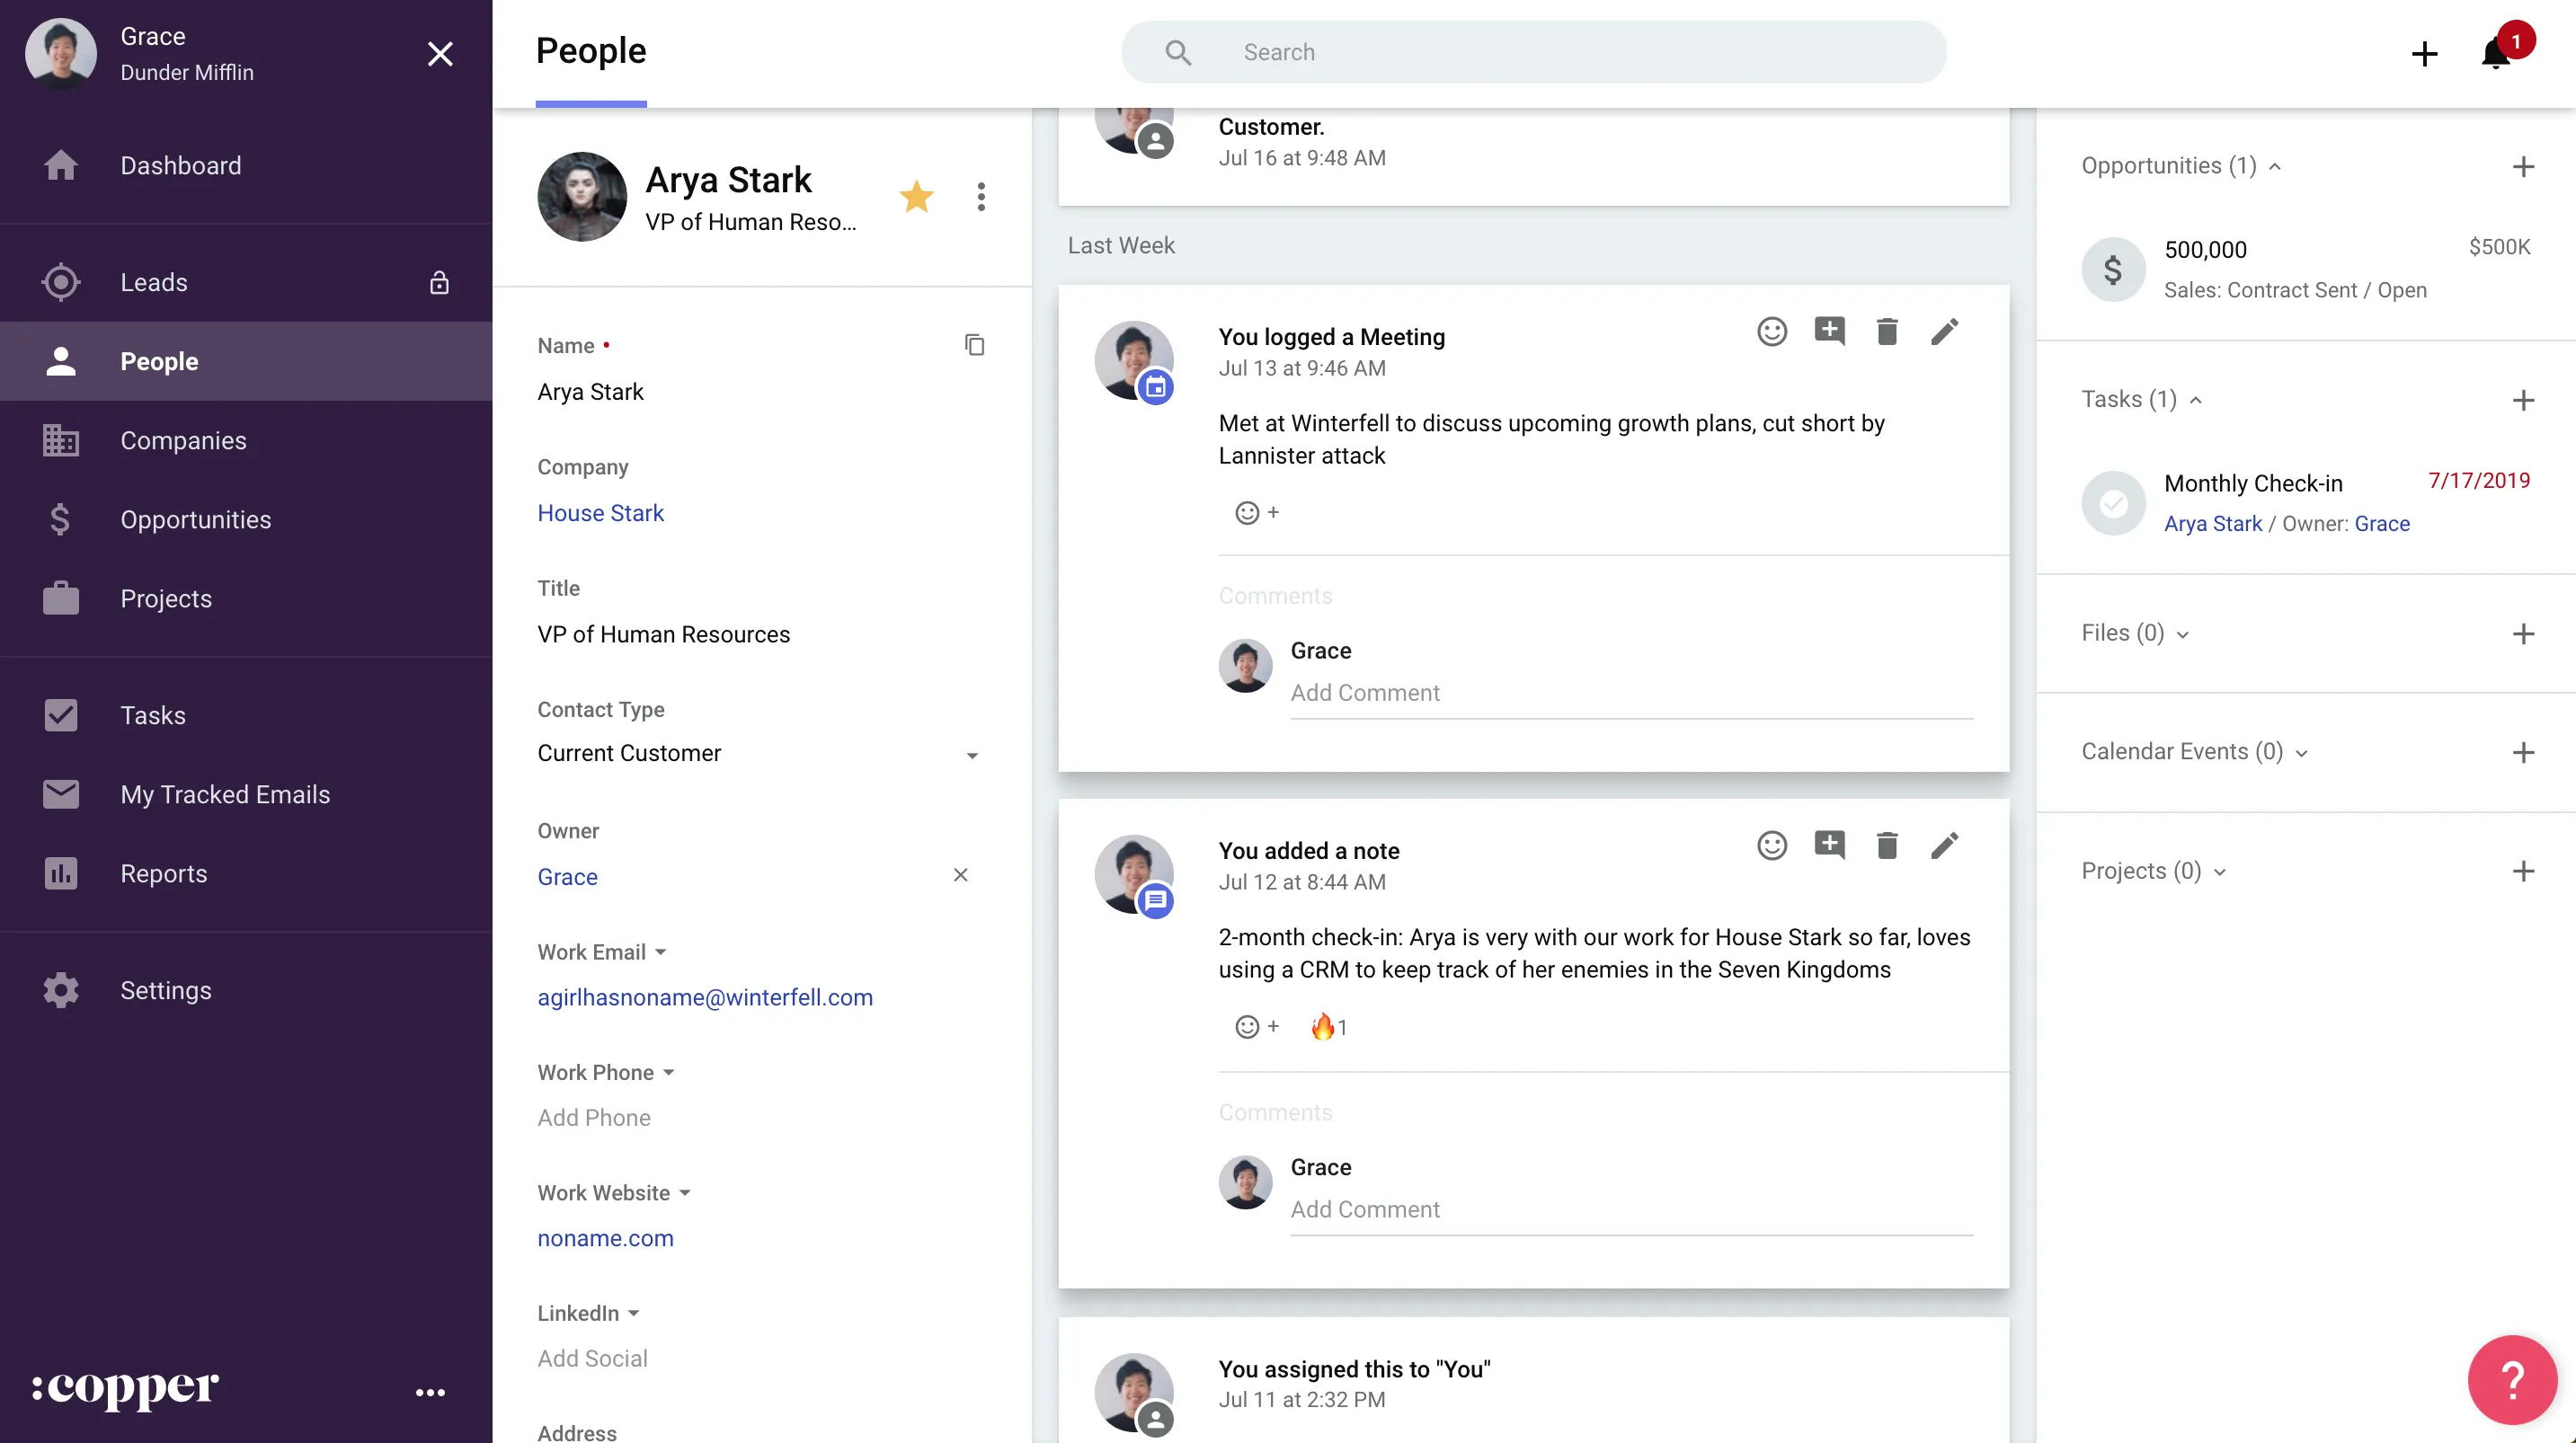 Grace
Dunder Mifflin
Dashboard
Leads
People
Companies
Opportunities
Projects
Tasks
My Tracked Emails
Reports
Settings
:copper
People
Search
1
Arya Stark
VP of Human Reso...
Name •
Arya Stark
Company
House Stark
Title
VP of Human Resources
Contact Type
Current Customer
Owner
Grace
Work Email
agirlhasnoname@winterfell.com
Work Phone
Add Phone
Work Website
noname.com
LinkedIn
Add Social
Address
Customer.
Jul 16 at 9:48 AM
Last Week
You logged a Meeting
Jul 13 at 9:46 AM
Met at Winterfell to discuss upcoming growth plans, cut short by
Lannister attack
+
Comments
Grace
Add Comment
You added a note
Jul 12 at 8:44 AM
2-month check-in: Arya is very with our work for House Stark so far, loves
using a CRM to keep track of her enemies in the Seven Kingdoms
+ 🔥1
Comments
Grace
Add Comment
You assigned this to "You"
Jul 11 at 2:32 PM
Opportunities (1)
500,000 $500K
Sales: Contract Sent / Open
Tasks (1)
Monthly Check-in 7/17/2019
Arya Stark / Owner: Grace
Files (0)
Calendar Events (0)
Projects (0)
?